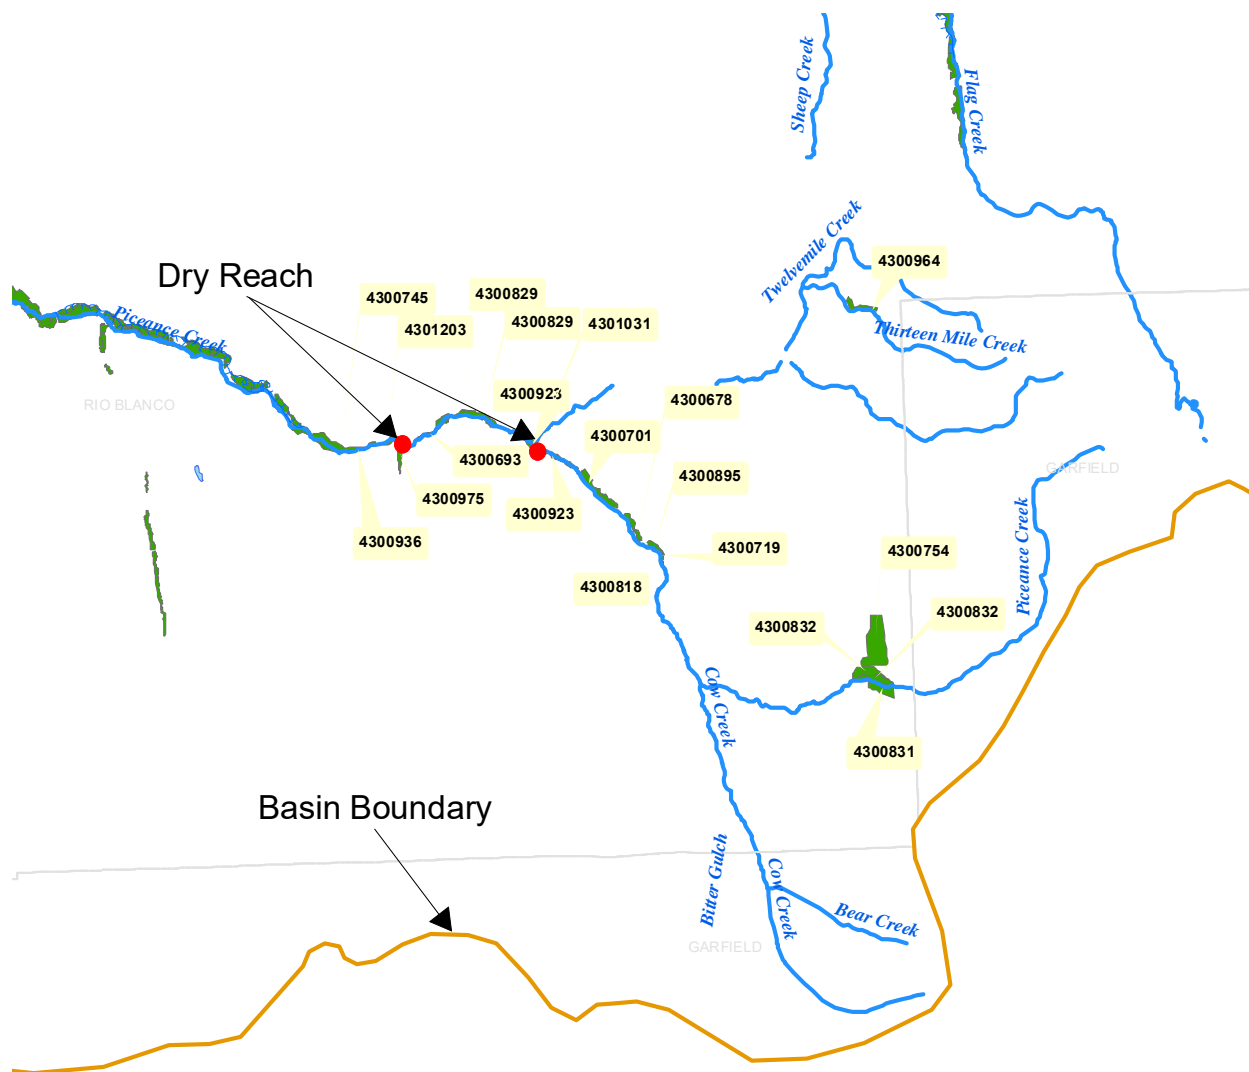 Sheep Creek
Flag Creek
Twelvemile Creek
4300964
Dry Reach
4300745
4300829
4301203
4300829
4301031
Piceance Creek
Thirteen Mile Creek
RIO BLANCO
4300923
4300678
4300701
4300693
GARFIELD
4300895
4300975
4300923
4300936
4300719
4300754
Piceance Creek
4300818
4300832
4300832
Cow Creek
4300831
Basin Boundary
Bitter Gulch
Cow Creek
Bear Creek
GARFIELD